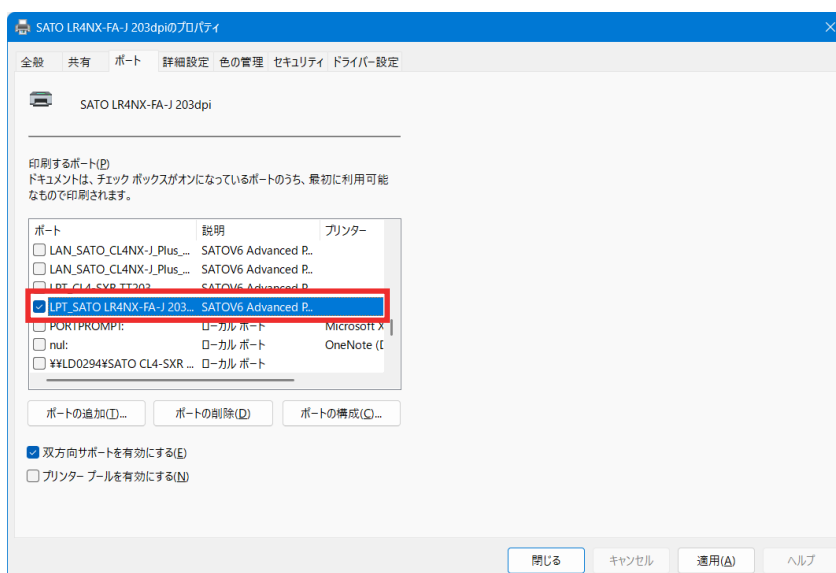 SATO LR4NX-FA-J 203dpiのプロパティ
全般 共有 ポート 詳細設定 色の管理 セキュリティ ドライバー設定
SATO LR4NX-FA-J 203dpi
印刷するポート(P)
ドキュメントは、チェック ボックスがオンになっているポートのうち、最初に利用可能
なもので印刷されます。
ポート 説明 プリンター
LAN_SATO_CL4NX-J_Plus_... SATOV6 Advanced P...
LAN_SATO_CL4NX-J_Plus_... SATOV6 Advanced P...
LPT_CL4-SXR TT203 SATOV6 Advanced P
LPT_SATO LR4NX-FA-J 203... SATOV6 Advanced P...
PORTPROMPT: ローカル ポート Microsoft X
nul: ローカル ポート OneNote (D
¥¥LD0294¥SATO CL4-SXR ... ローカル ポート
ポートの追加(T)... ポートの削除(D) ポートの構成(C)...
双方向サポートを有効にする(E)
プリンター プールを有効にする(N)
閉じる キャンセル 適用(A) ヘルプ